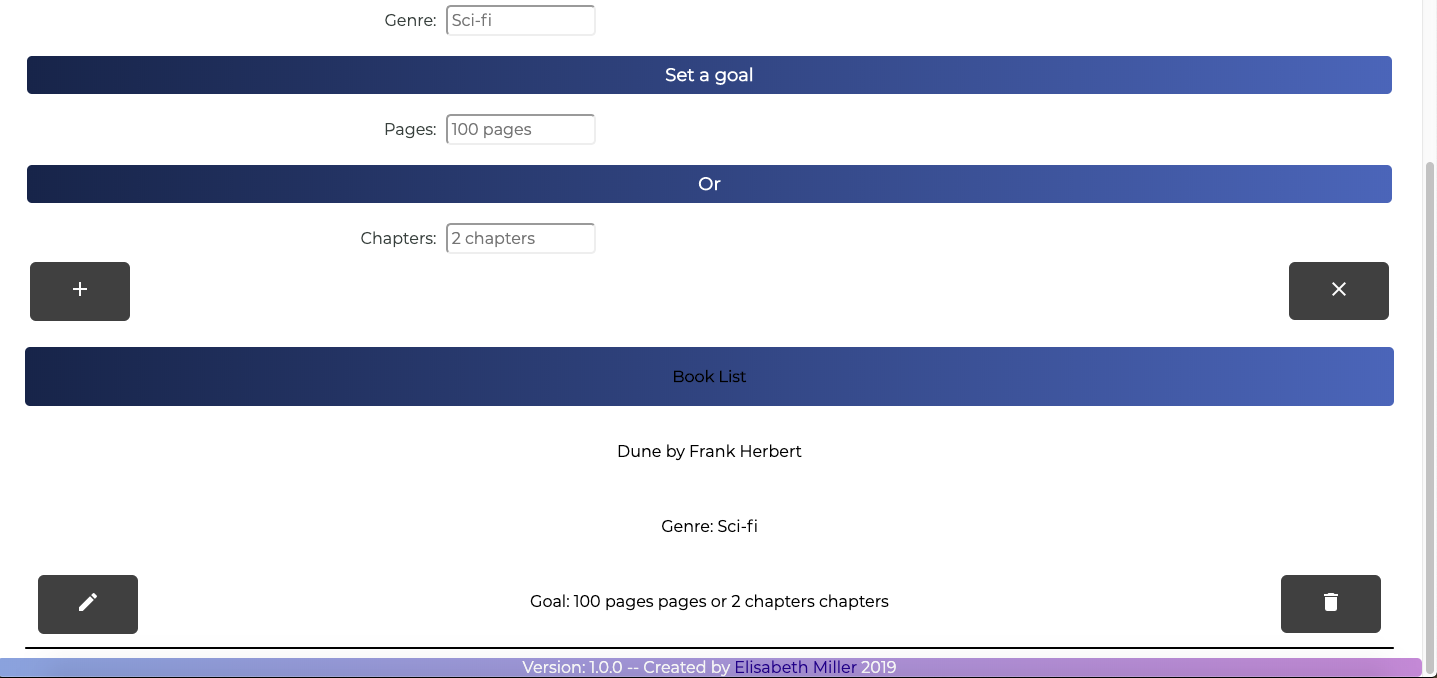 Genre: Sci-fi
Set a goal
Pages: 100 pages
Or
Chapters: 2 chapters
Book List
Dune by Frank Herbert
Genre: Sci-fi
Goal: 100 pages pages or 2 chapters chapters
Version: 1.0.0 -- Created by Elisabeth Miller 2019